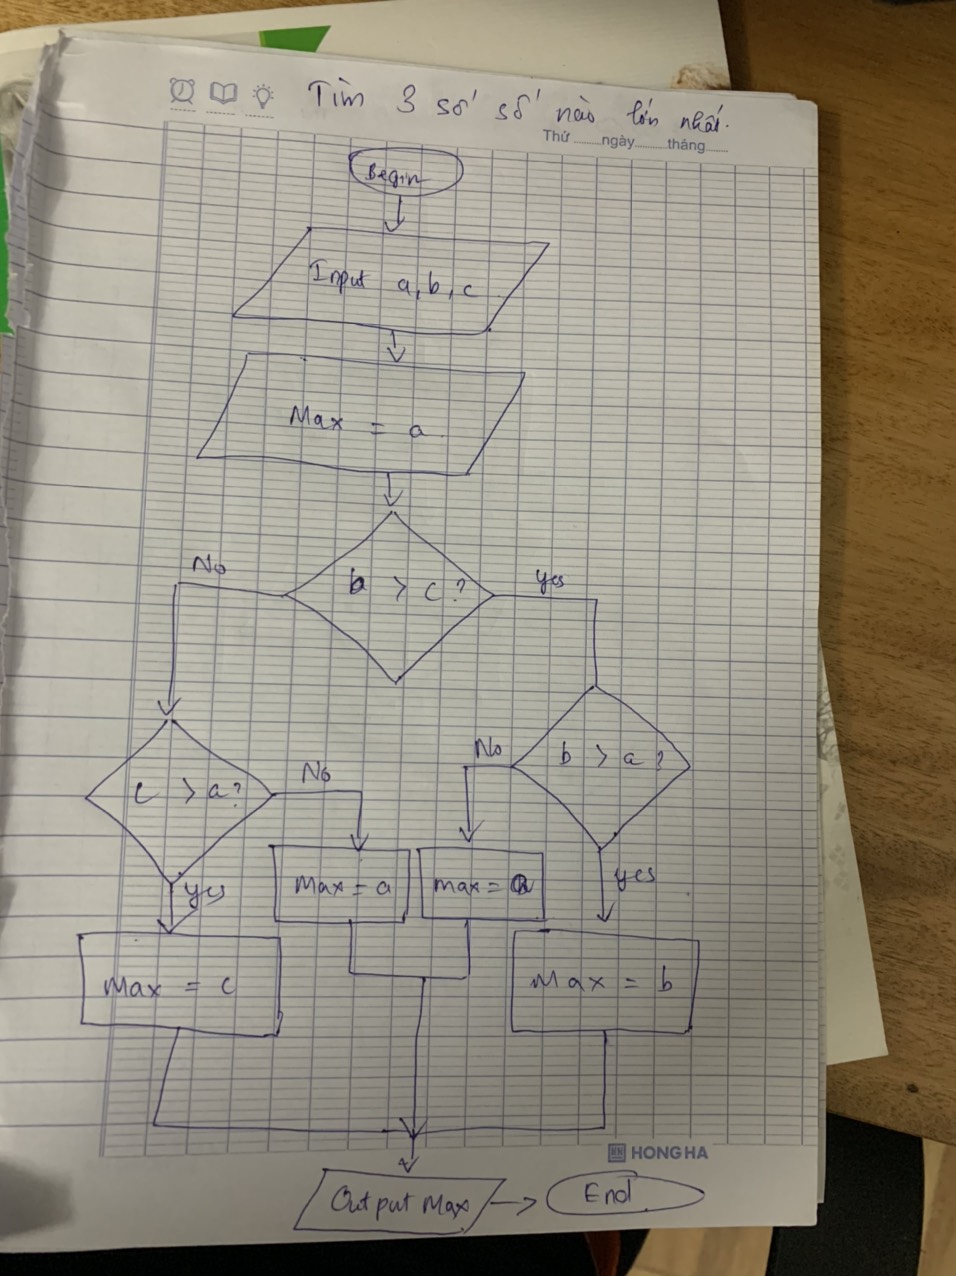 Tìm 3 số số nào lớn nhất.
Thứ ......ngày.......tháng......
Begin
Input a, b, c
Max = a
b > c ?
No
yes
b > a ?
No
c > a ?
No
yes
yes
Max = a
max = a
Max = c
Max = b
HONG HA
Output Max
End